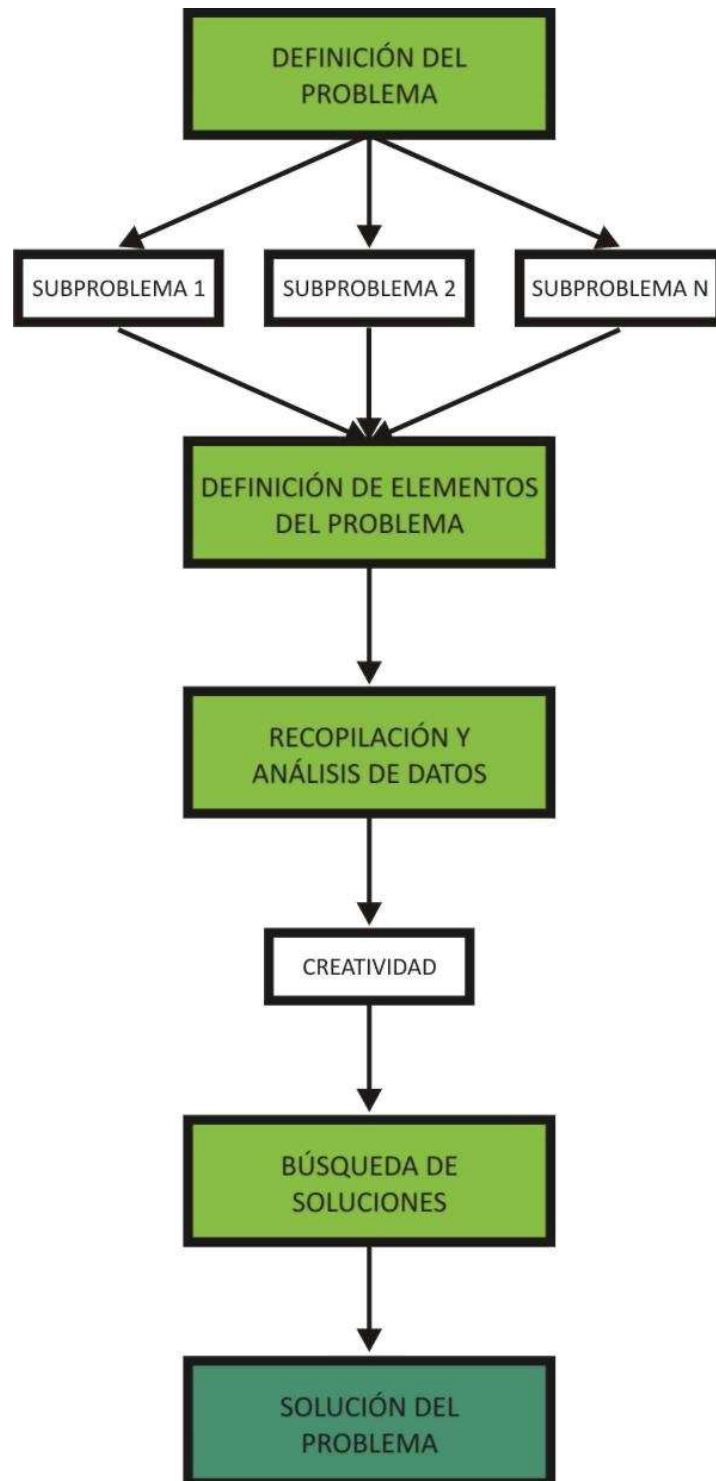 DEFINICIÓN DEL
PROBLEMA
SUBPROBLEMA 1
SUBPROBLEMA 2
SUBPROBLEMA N
DEFINICIÓN DE ELEMENTOS
DEL PROBLEMA
RECOPILACIÓN Y
ANÁLISIS DE DATOS
CREATIVIDAD
BÚSQUEDA DE
SOLUCIONES
SOLUCIÓN DEL
PROBLEMA